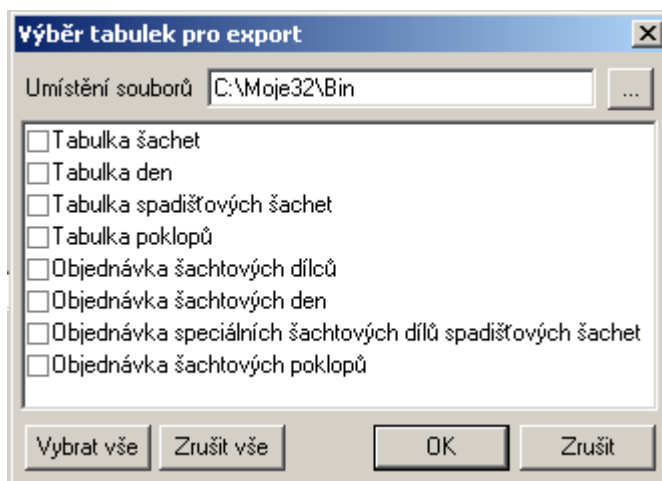 Výběr tabulek pro export
Umístění souborů C:\Moje32\Bin ...
Tabulka šachet
Tabulka den
Tabulka spadišťových šachet
Tabulka poklopů
Objednávka šachtových dílců
Objednávka šachtových den
Objednávka speciálních šachtových dílů spadišťových šachet
Objednávka šachtových poklopů
Vybrat vše Zrušit vše OK Zrušit